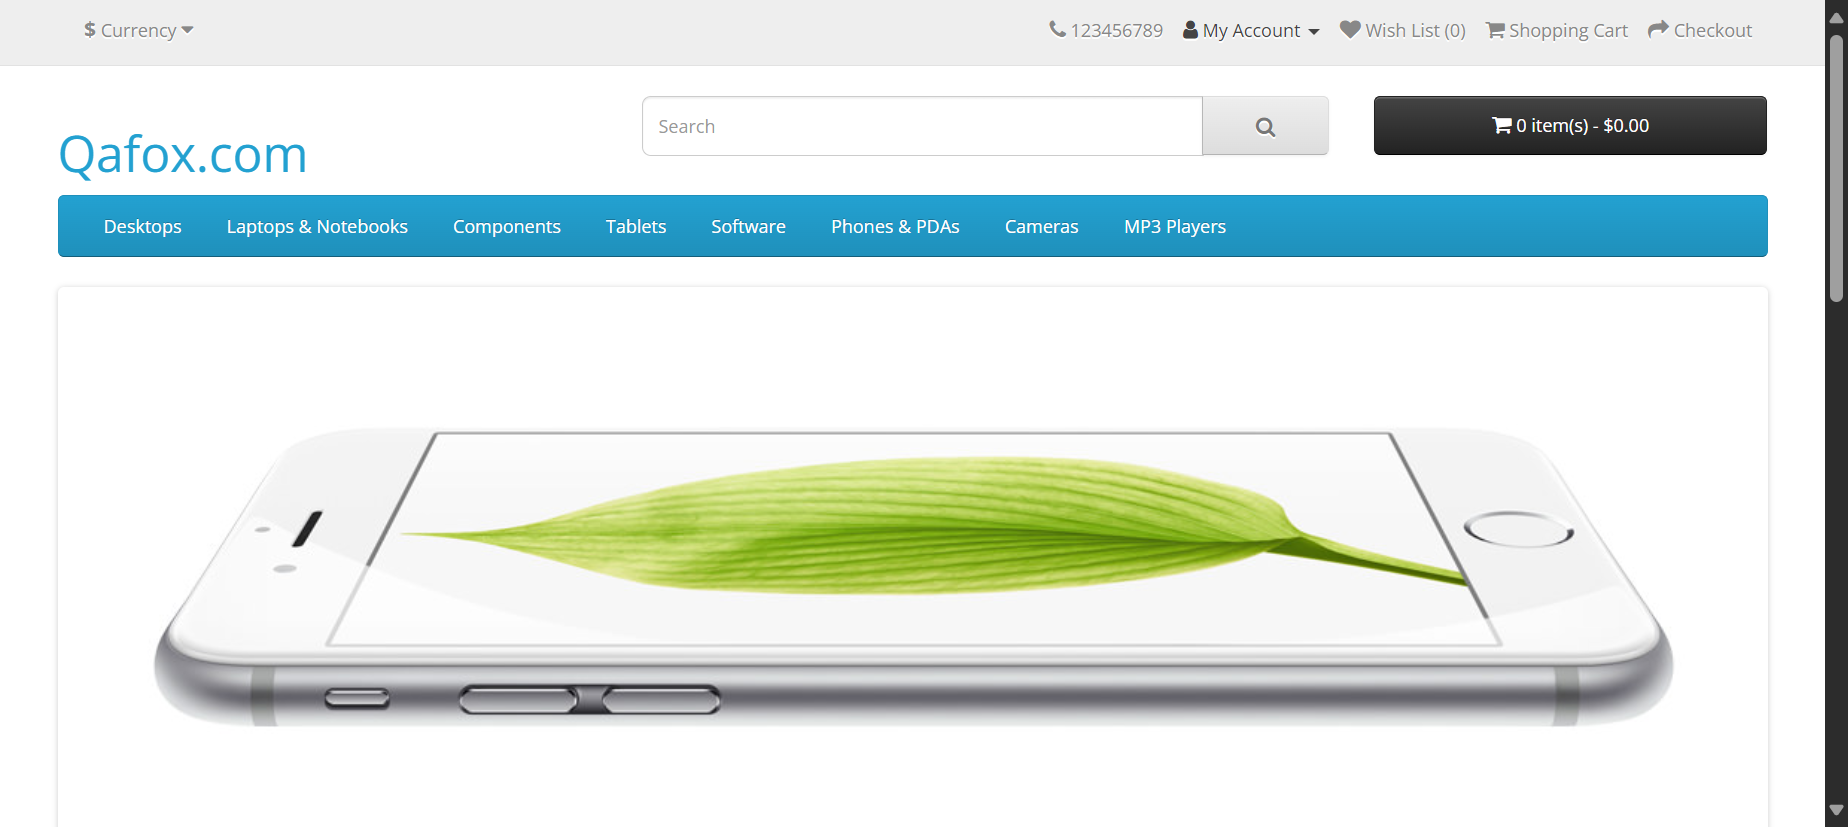 $ Currency
123456789 My Account Wish List (0) Shopping Cart Checkout
Qafox.com
Search
0 item(s) - $0.00
Desktops Laptops & Notebooks Components Tablets Software Phones & PDAs Cameras MP3 Players